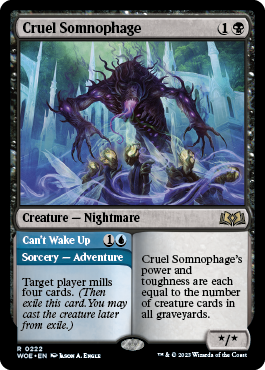 Cruel Somnophage 1
Creature — Nightmare
Can't Wake Up 1
Sorcery — Adventure
Target player mills
four cards. (Then
exile this card. You may
cast the creature later
from exile.)
Cruel Somnophage's
power and
toughness are each
equal to the number
of creature cards in
all graveyards.
*/*
R 0222
WOE • EN Jason A. Engle
™ & © 2023 Wizards of the Coast